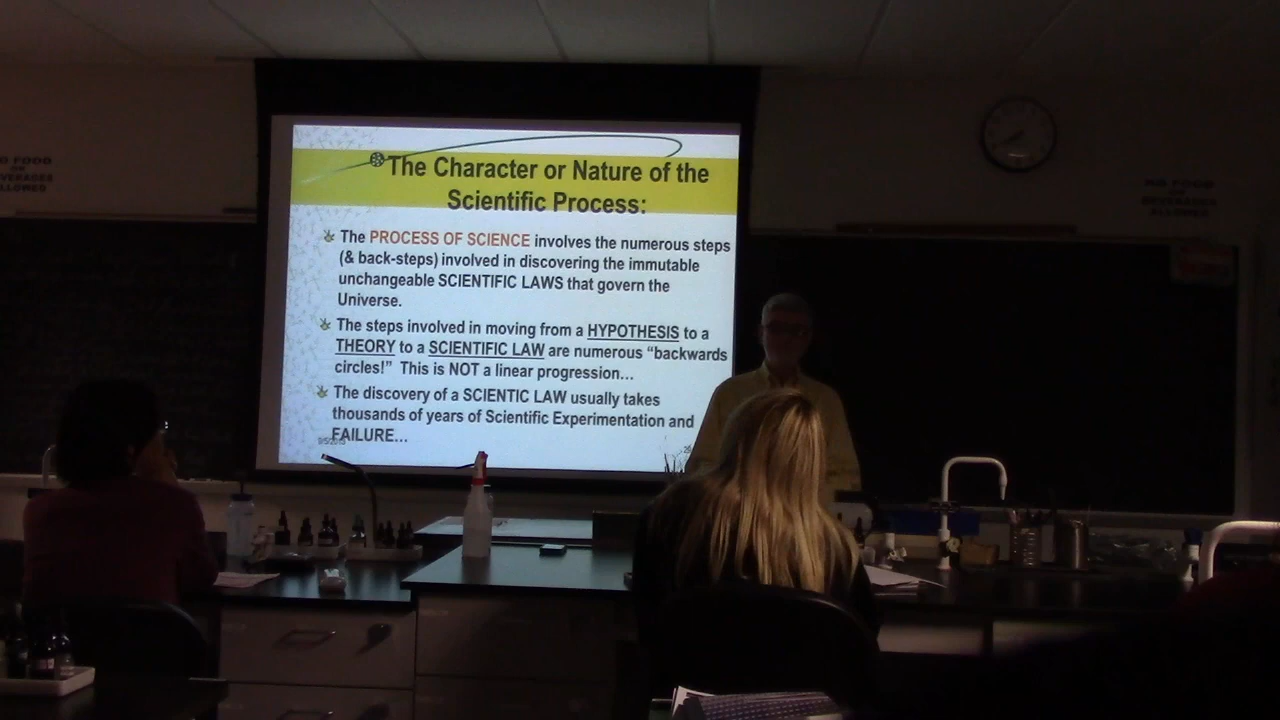 The Character or Nature of the
Scientific Process:
The PROCESS OF SCIENCE involves the numerous steps
(& back-steps) involved in discovering the immutable
unchangeable SCIENTIFIC LAWS that govern the
Universe.
The steps involved in moving from a HYPOTHESIS to a
THEORY to a SCIENTIFIC LAW are numerous “backwards
circles!” This is NOT a linear progression…
The discovery of a SCIENTIC LAW usually takes
thousands of years of Scientific Experimentation and
FAILURE…
NO FOOD
OR
BEVERAGES
ALLOWED